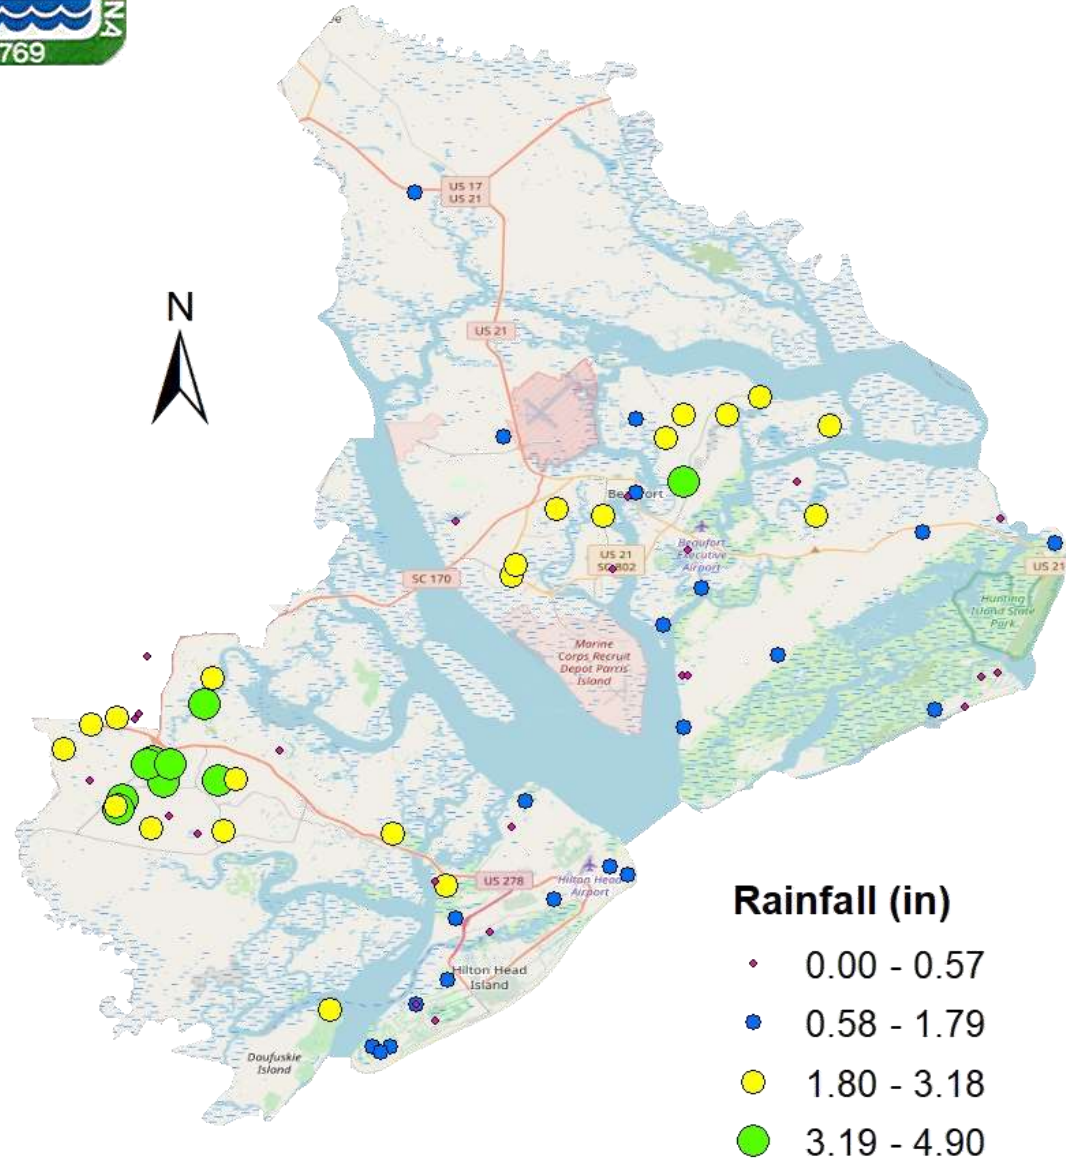 NA
769
e
US 17
US 21
N
US 21
Beaufort
US 21
SC 802
Beaufort
Executive
Airport
US 21
SC 170
Hunting
Island State
Park
Marine
Corps Recruit
Depot Parris
Island
US 278
Hilton Head
Airport
Hilton Head
Island
Daufuskie
Island
Rainfall (in)
0.00 - 0.57
0.58 - 1.79
1.80 - 3.18
3.19 - 4.90